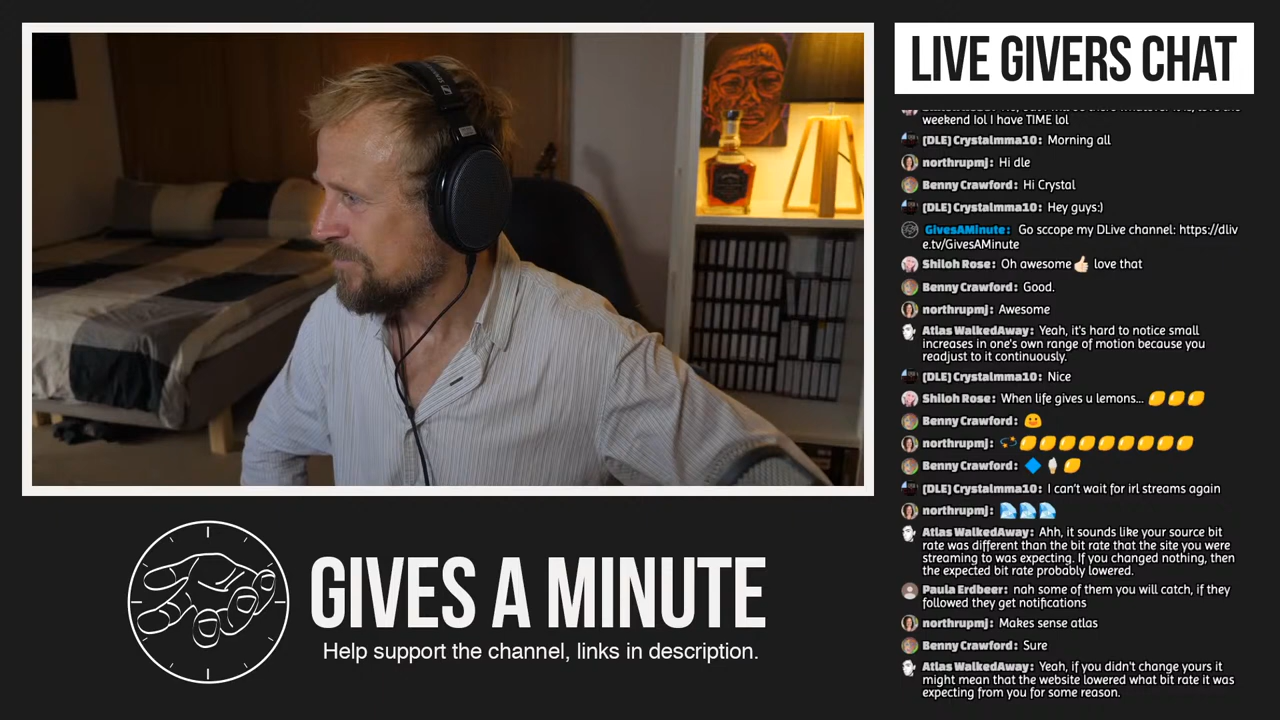 LIVE GIVERS CHAT
weekend lol I have TIME lol
(DLE) Crystalmma10: Morning all
northrupmj: Hi dle
Benny Crawford: Hi Crystal
(DLE) Crystalmma10: Hey guys:)
GivesAMinute: Go sccope my DLive channel: https://dliv
e.tv/GivesAMinute
Shiloh Rose: Oh awesome👍🏻 love that
Benny Crawford: Good.
northrupmj: Awesome
Atlas WalkedAway: Yeah, it's hard to notice small
increases in one's own range of motion because you
readjust to it continuously.
(DLE) Crystalmma10: Nice
Shiloh Rose: When life gives u lemons... 🍋🍋🍋
Benny Crawford: 😀
northrupmj: 💫🍋🍋🍋🍋🍋🍋🍋🍋🍋
Benny Crawford: 🔷🍦🍋
(DLE) Crystalmma10: I can't wait for irl streams again
northrupmj: 🌊🌊🌊
Atlas WalkedAway: Ahh, it sounds like your source bit
rate was different than the bit rate that the site you were
streaming to was expecting. If you changed nothing, then
the expected bit rate probably lowered.
Paula Erdbeer: nah some of them you will catch, if they
followed they get notifications
northrupmj: Makes sense atlas
Benny Crawford: Sure
Atlas WalkedAway: Yeah, if you didn't change yours it
might mean that the website lowered what bit rate it was
expecting from you for some reason.
GIVES A MINUTE
Help support the channel, links in description.